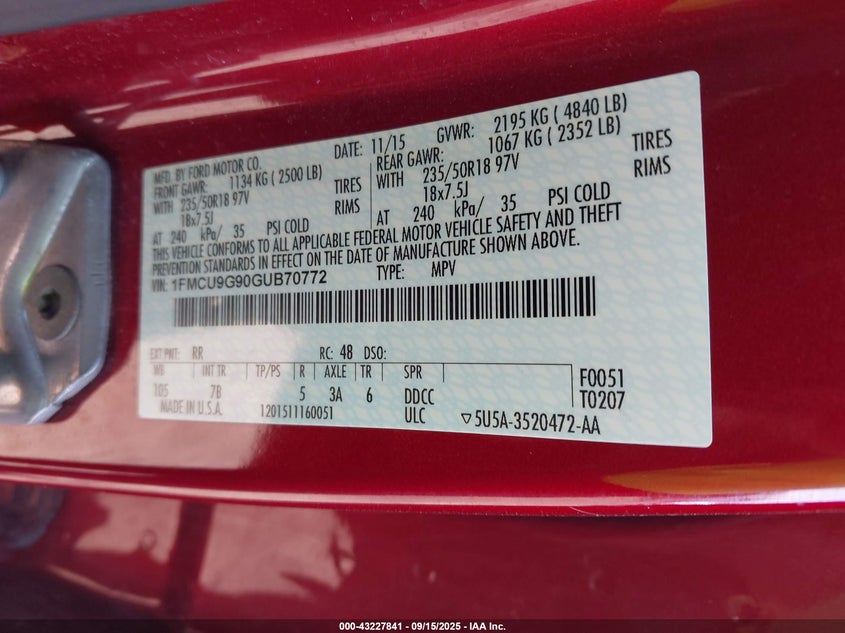 MFD. BY FORD MOTOR CO.
DATE: 11/15 GVWR: 2195 KG ( 4840 LB)
FRONT GAWR: 1134 KG ( 2500 LB)
WITH 235/50R18 97V TIRES
18x7.5J RIMS
AT 240 kPa/ 35 PSI COLD
REAR GAWR: 1067 KG ( 2352 LB)
WITH 235/50R18 97V TIRES
18x7.5J RIMS
AT 240 kPa/ 35 PSI COLD
THIS VEHICLE CONFORMS TO ALL APPLICABLE FEDERAL MOTOR VEHICLE SAFETY AND THEFT
PREVENTION STANDARDS IN EFFECT ON THE DATE OF MANUFACTURE SHOWN ABOVE.
VIN: 1FMCU9G90GUB70772 TYPE: MPV
EXT PNT: RR RC: 48 DSO:
WB INT TR TP/PS R AXLE TR SPR
105 7B 5 3A 6 DDCC
F0051
T0207
MADE IN U.S.A. 1201511160051 ULC ▽5U5A-3520472-AA
000-43227841 - 09/15/2025 - IAA Inc.